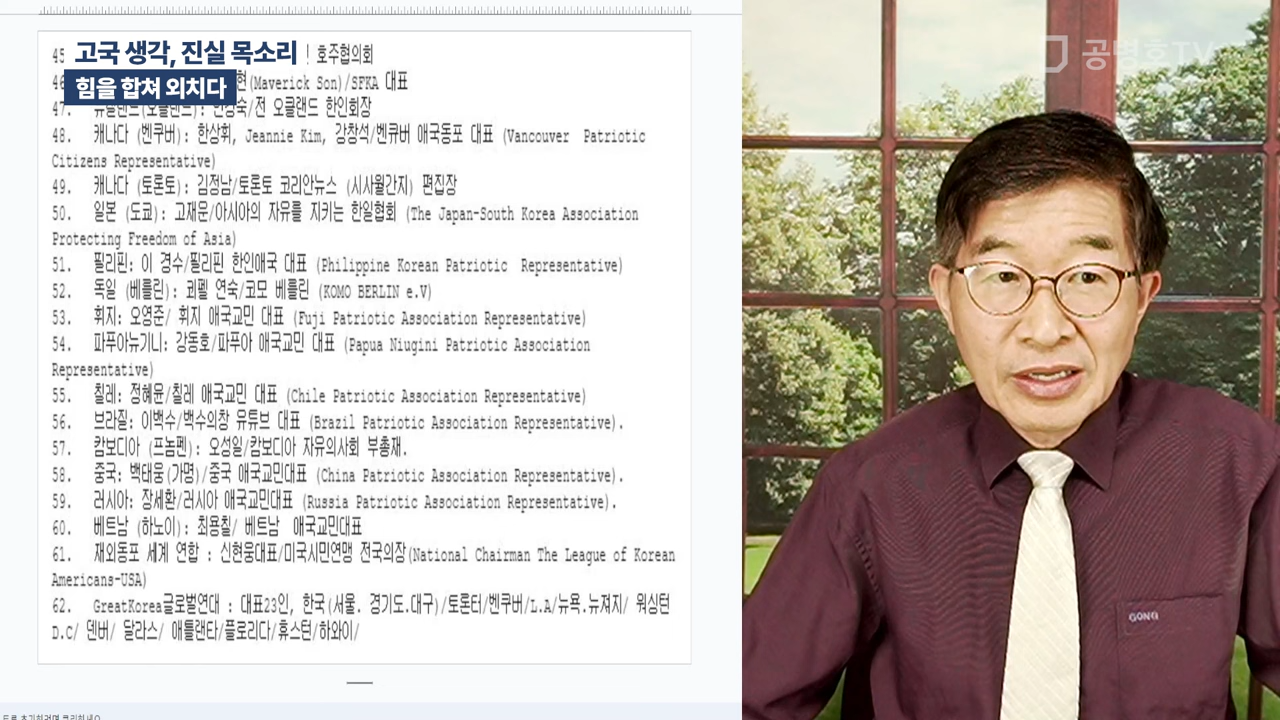 고국 생각, 진실 목소리
힘을 합쳐 외치다
45
호주협의회
46
현(Maverick Son)/SFKA 대표
47. 뉴질랜드(오클랜드): 안상숙/전 오클랜드 한인회장
48. 캐나다 (벤쿠버): 한상휘, Jeannie Kim, 강창석/벤쿠버 애국동포 대표 (Vancouver Patriotic
Citizens Representative)
49. 캐나다 (토론토): 김정남/토론토 코리안뉴스 (시사월간지) 편집장
50. 일본 (도쿄): 고재운/아시아의 자유를 지키는 한일협회 (The Japan-South Korea Association
Protecting Freedom of Asia)
51. 필리핀: 이 경수/필리핀 한인애국 대표 (Philippine Korean Patriotic Representative)
52. 독일 (베를린): 쾨펠 연숙/코모 베를린 (KOMO BERLIN e.V)
53. 휘지: 오영준/ 휘지 애국교민 대표 (Fuji Patriotic Association Representative)
54. 파푸아뉴기니: 강동호/파푸아 애국교민 대표 (Papua Niugini Patriotic Association
Representative)
55. 칠레: 정혜윤/칠레 애국교민 대표 (Chile Patriotic Association Representative)
56. 브라질: 이백수/백수의창 유튜브 대표 (Brazil Patriotic Association Representative).
57. 캄보디아 (프놈펜): 오성일/캄보디아 자유의사회 부총재.
58. 중국: 백태웅(가명)/중국 애국교민대표 (China Patriotic Association Representative).
59. 러시아: 장세환/러시아 애국교민대표 (Russia Patriotic Association Representative).
60. 베트남 (하노이): 최용칠/ 베트남 애국교민대표
61. 재외동포 세계 연합 : 신현웅대표/미국시민연맹 전국의장(National Chairman The League of Korean
Americans-USA)
62. GreatKorea글로벌연대 : 대표23인, 한국(서울. 경기도.대구)/토론터/벤쿠버/L.A/뉴욕.뉴져지/ 워싱턴
D.C/ 덴버/ 달라스/ 애틀랜타/플로리다/휴스턴/하와이/
공병호TV
GONG